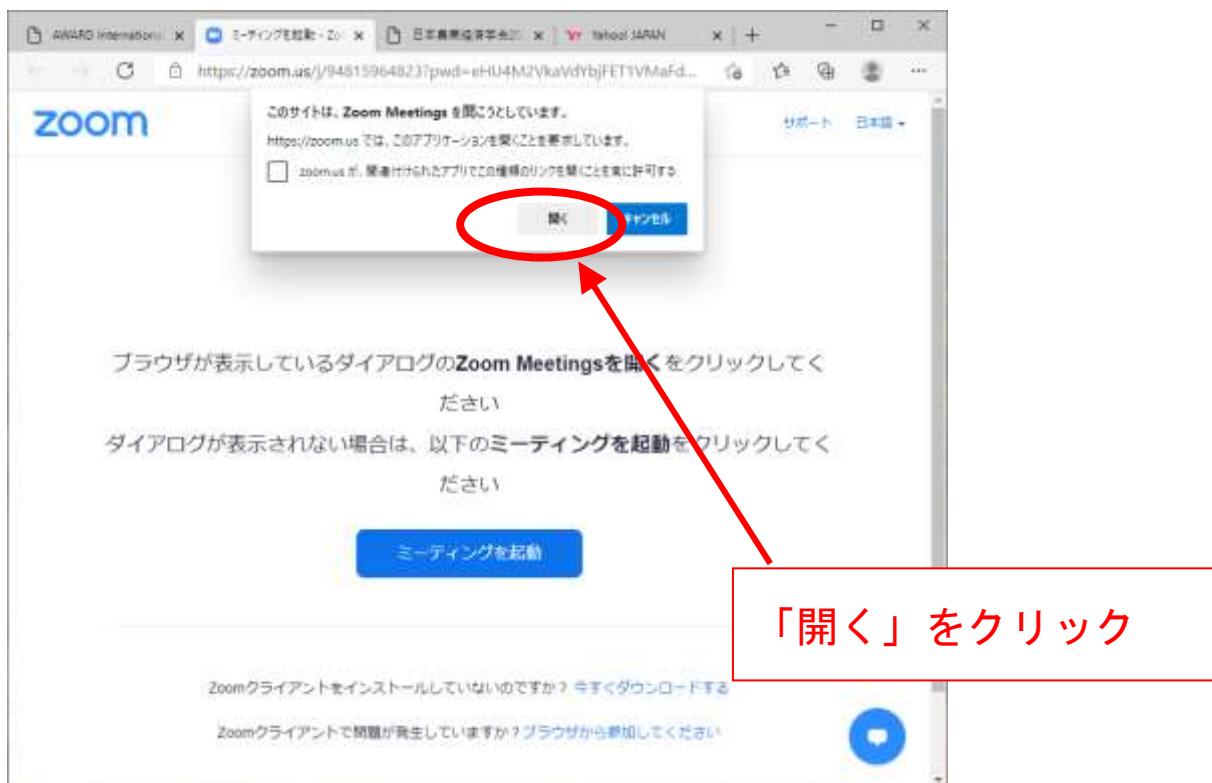 AWARD Internationa
ミーティングを起動 - Zo
日本農業経済学会20
Yahoo! JAPAN
https://zoom.us/j/94815964823?pwd=eHU4M2VkaVdYbjFET1VMaFd...
zoom
サポート 日本語
このサイトは、Zoom Meetings を開こうとしています。
https://zoom.us では、このアプリケーションを開くことを要求しています。
zoom.us が、関連付けられたアプリでこの種類のリンクを開くことを常に許可する
開く キャンセル
ブラウザが表示しているダイアログのZoom Meetingsを開くをクリックしてく
ださい
ダイアログが表示されない場合は、以下のミーティングを起動をクリックしてく
ださい
ミーティングを起動
「開く」をクリック
Zoomクライアントをインストールしていないのですか？今すぐダウンロードする
Zoomクライアントで問題が発生していますか？ブラウザから参加してください